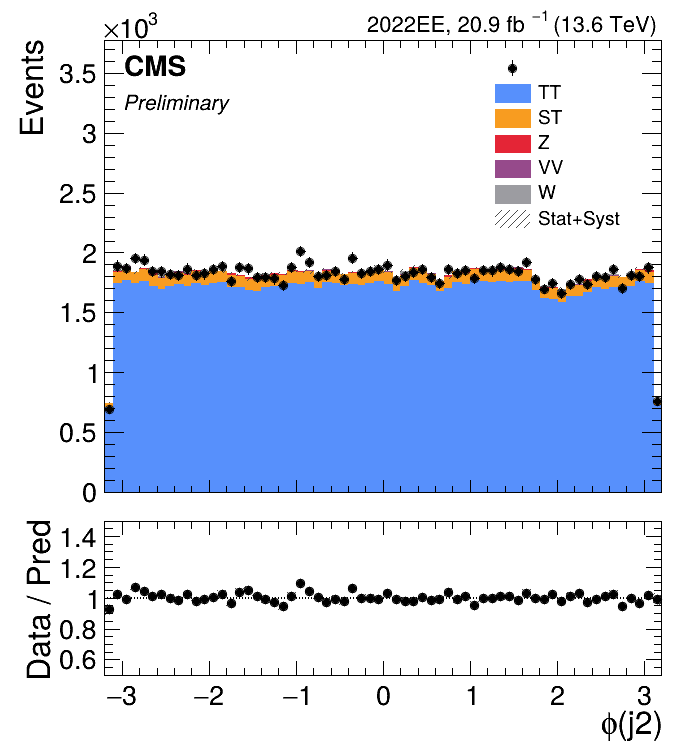 ×10³
2022EE, 20.9 fb ⁻¹ (13.6 TeV)
Events
CMS
Preliminary
TT
ST
Z
VV
W
Stat+Syst
3.5
3
2.5
2
1.5
1
0.5
0
Data / Pred
1.4
1.2
1
0.8
0.6
−3 −2 −1 0 1 2 3
ϕ(j2)